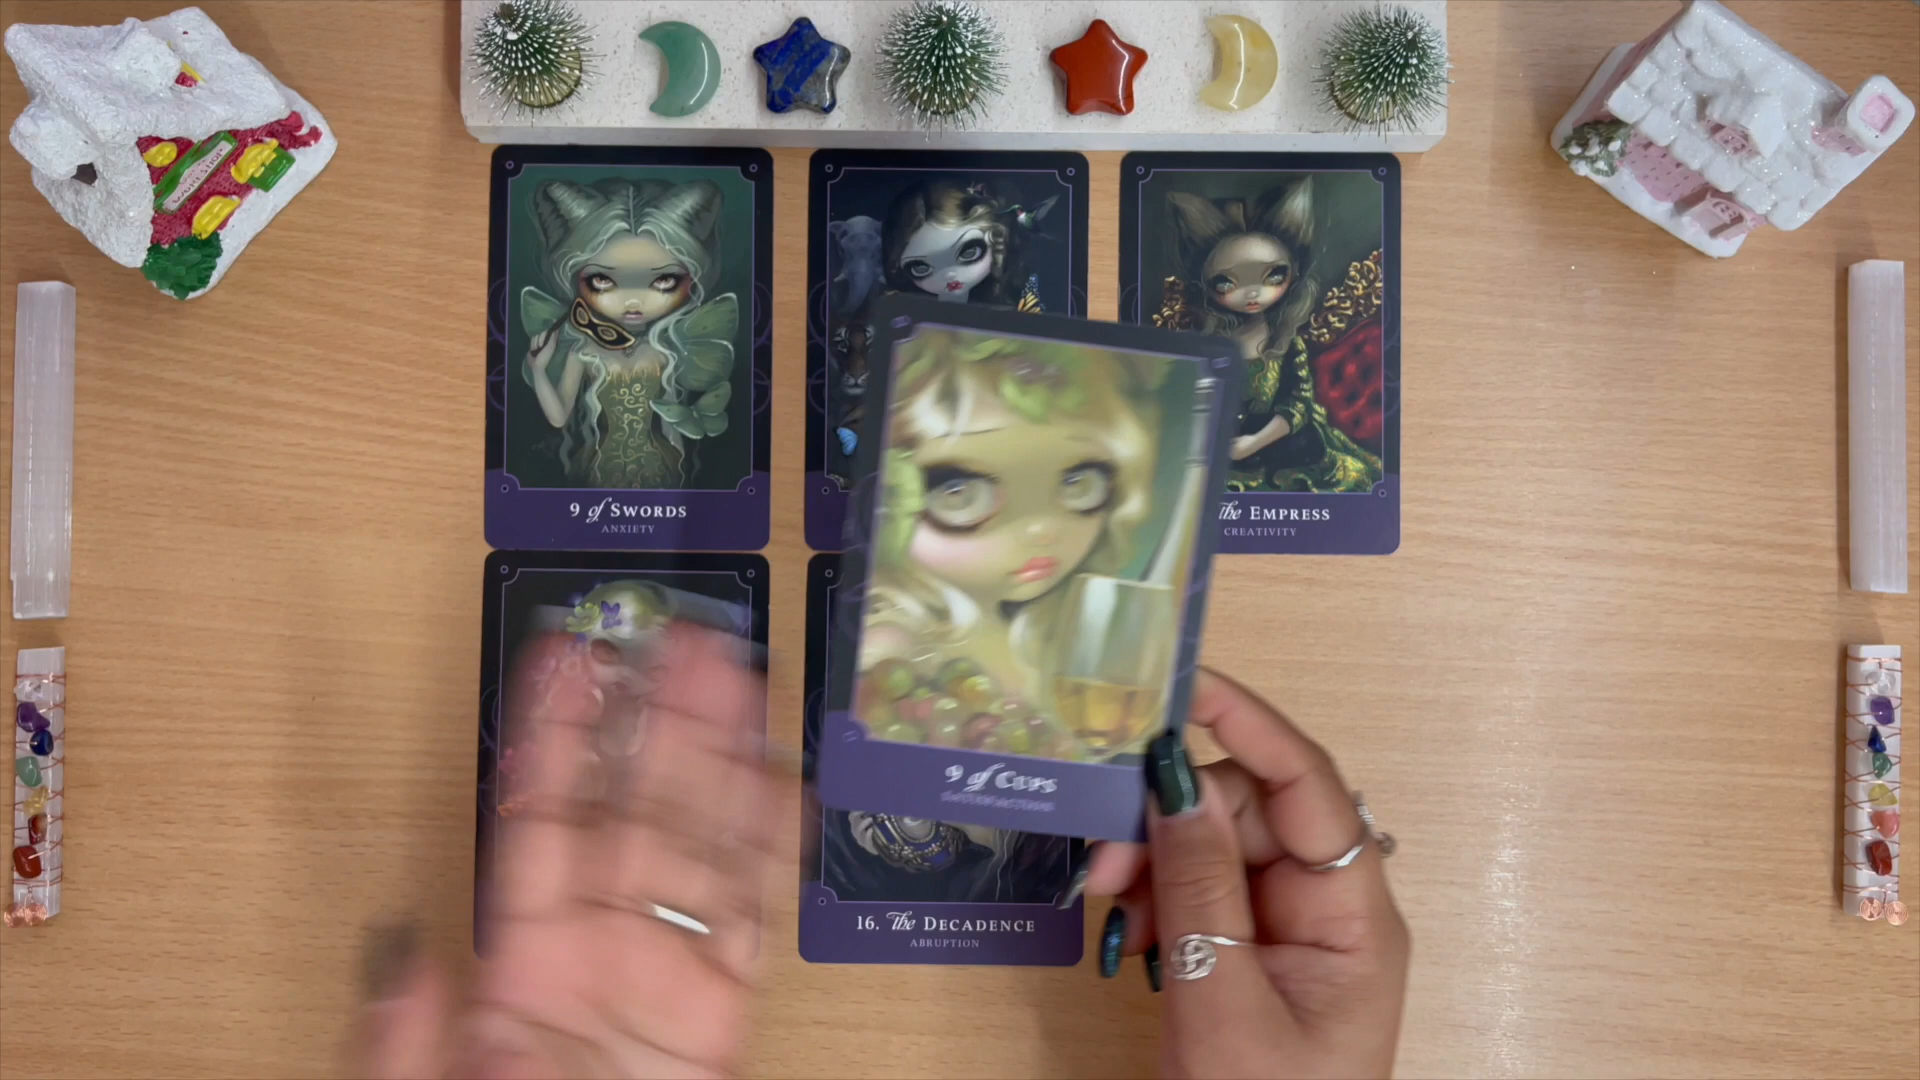 9 of Swords
Anxiety
the Empress
Creativity
9 of Cups
16. the Decadence
Abruption